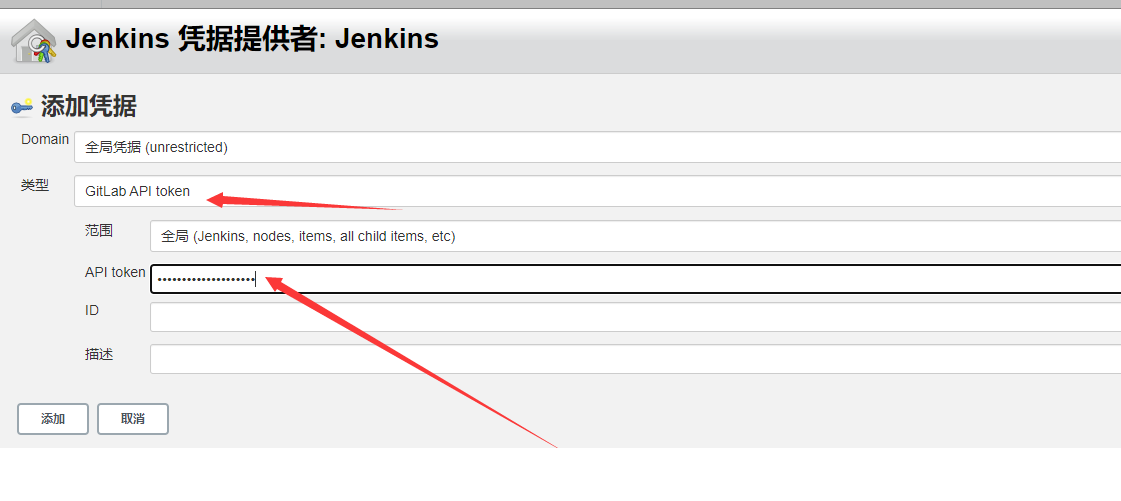 Jenkins 凭据提供者: Jenkins
添加凭据
Domain
全局凭据 (unrestricted)
类型
GitLab API token
范围
全局 (Jenkins, nodes, items, all child items, etc)
API token
••••••••••••••••••••
ID
描述
添加
取消